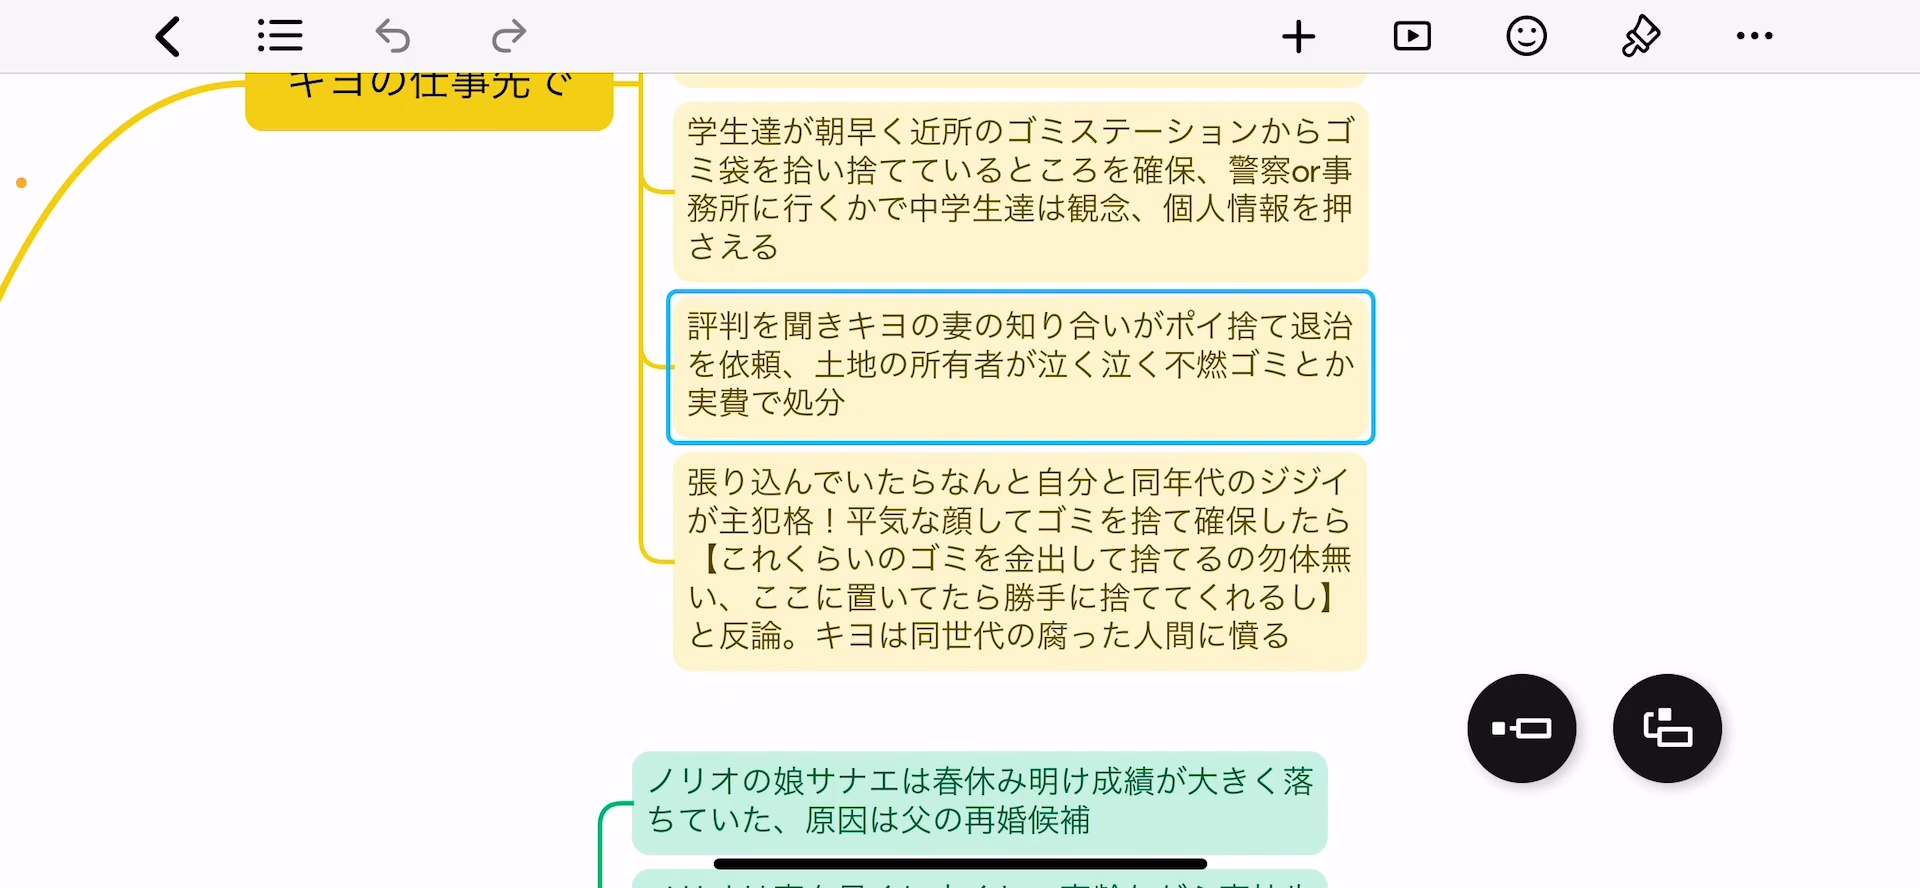 キヨの仕事先で
学生達が朝早く近所のゴミステーションからゴ
ミ袋を拾い捨てているところを確保、警察or事
務所に行くかで中学生達は観念、個人情報を押
さえる
評判を聞きキヨの妻の知り合いがポイ捨て退治
を依頼、土地の所有者が泣く泣く不燃ゴミとか
実費で処分
張り込んでいたらなんと自分と同年代のジジイ
が主犯格！平気な顔してゴミを捨て確保したら
【これくらいのゴミを金出して捨てるの勿体無
い、ここに置いてたら勝手に捨ててくれるし】
と反論。キヨは同世代の腐った人間に憤る
ノリオの娘サナエは春休み明け成績が大きく落
ちていた、原因は父の再婚候補